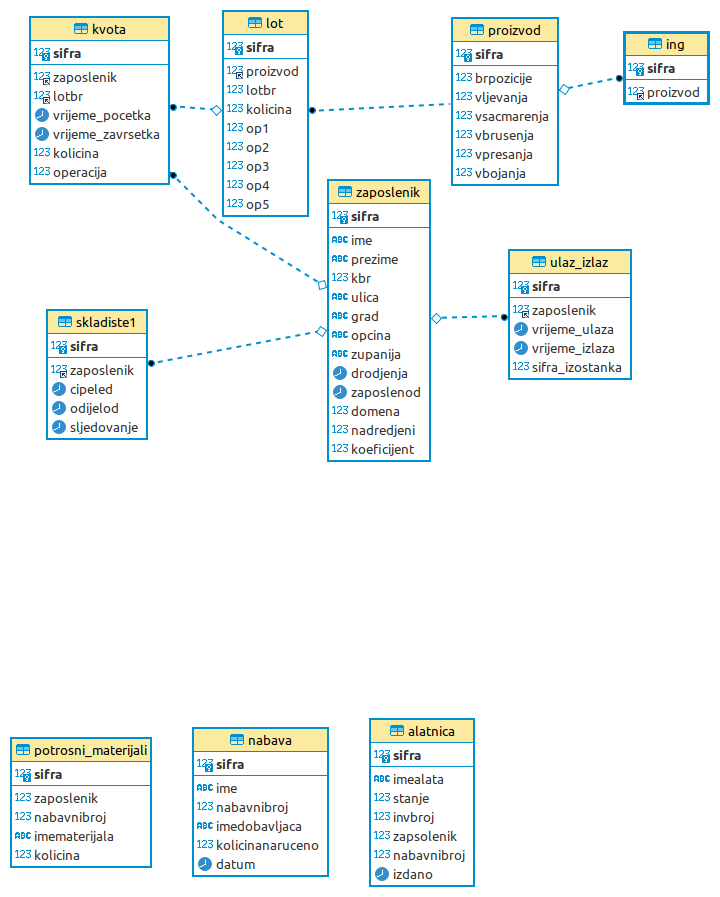 kvota
123 sifra
123 zaposlenik
123 lotbr
vrijeme_pocetka
vrijeme_zavrsetka
123 kolicina
123 operacija
lot
123 sifra
123 proizvod
123 lotbr
123 kolicina
123 op1
123 op2
123 op3
123 op4
123 op5
proizvod
123 sifra
123 brpozicije
123 vljevanja
123 vsacmarenja
123 vbrusenja
123 vpresanja
123 vbojanja
ing
123 sifra
123 proizvod
zaposlenik
123 sifra
ABC ime
ABC prezime
123 kbr
ABC ulica
ABC grad
ABC opcina
ABC zupanija
drodjenja
zaposlenod
123 domena
123 nadredjeni
123 koeficijent
ulaz_izlaz
123 sifra
123 zaposlenik
vrijeme_ulaza
vrijeme_izlaza
123 sifra_izostanka
skladiste1
123 sifra
123 zaposlenik
cipeled
odijelod
sljedovanje
potrosni_materijali
123 sifra
123 zaposlenik
123 nabavnibroj
ABC imematerijala
123 kolicina
nabava
123 sifra
ABC ime
123 nabavnibroj
ABC imedobavljaca
123 kolicinanaruceno
datum
alatnica
123 sifra
ABC imealata
123 stanje
123 invbroj
123 zapsolenik
123 nabavnibroj
izdano